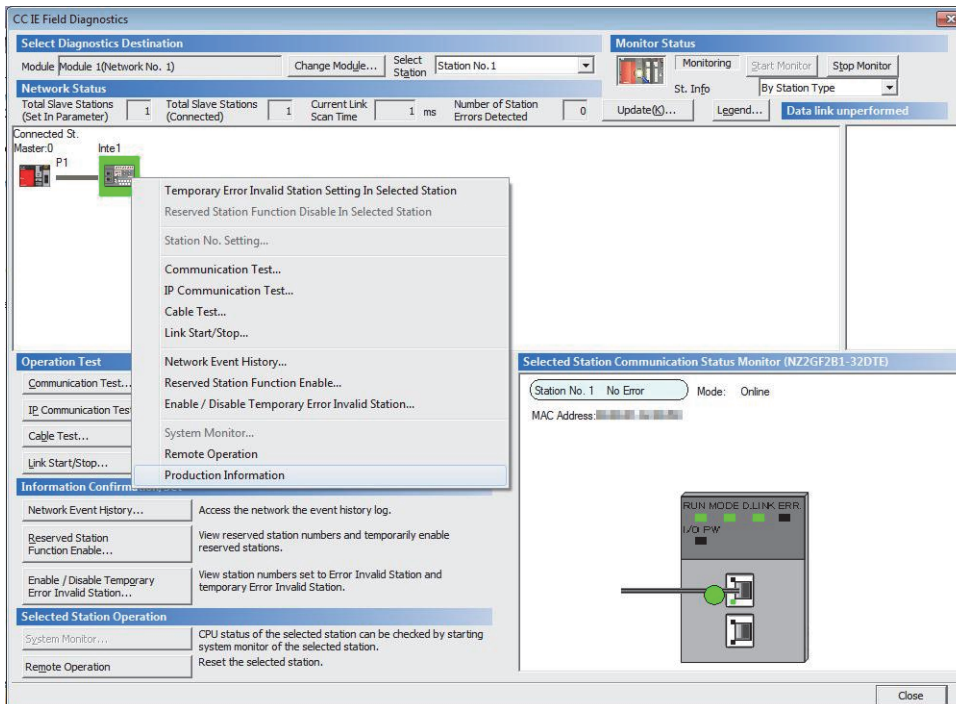 CC IE Field Diagnostics
Select Diagnostics Destination
Monitor Status
Module Module 1(Network No. 1)
Change Module...
Select Station
Station No.1
Monitoring
Start Monitor
Stop Monitor
St. Info
By Station Type
Network Status
Total Slave Stations (Set In Parameter) 1
Total Slave Stations (Connected) 1
Current Link Scan Time 1 ms
Number of Station Errors Detected 0
Update(K)...
Legend...
Data link unperformed
Connected St.
Master:0 Inte1
P1
Temporary Error Invalid Station Setting In Selected Station
Reserved Station Function Disable In Selected Station
Station No. Setting...
Communication Test...
IP Communication Test...
Cable Test...
Link Start/Stop...
Network Event History...
Reserved Station Function Enable...
Enable / Disable Temporary Error Invalid Station...
System Monitor...
Remote Operation
Production Information
Operation Test
Communication Test...
IP Communication Tes
Cable Test...
Link Start/Stop...
Information Confirm
Network Event History...
Access the network the event history log.
Reserved Station
Function Enable...
View reserved station numbers and temporarily enable
reserved stations.
Enable / Disable Temporary
Error Invalid Station...
View station numbers set to Error Invalid Station and
temporary Error Invalid Station.
Selected Station Operation
System Monitor...
CPU status of the selected station can be checked by starting
system monitor of the selected station.
Remote Operation
Reset the selected station.
Selected Station Communication Status Monitor (NZ2GF2B1-32DTE)
Station No. 1 No Error
Mode: Online
MAC Address:
RUN MODE D.LINK ERR.
I/O PW
Close